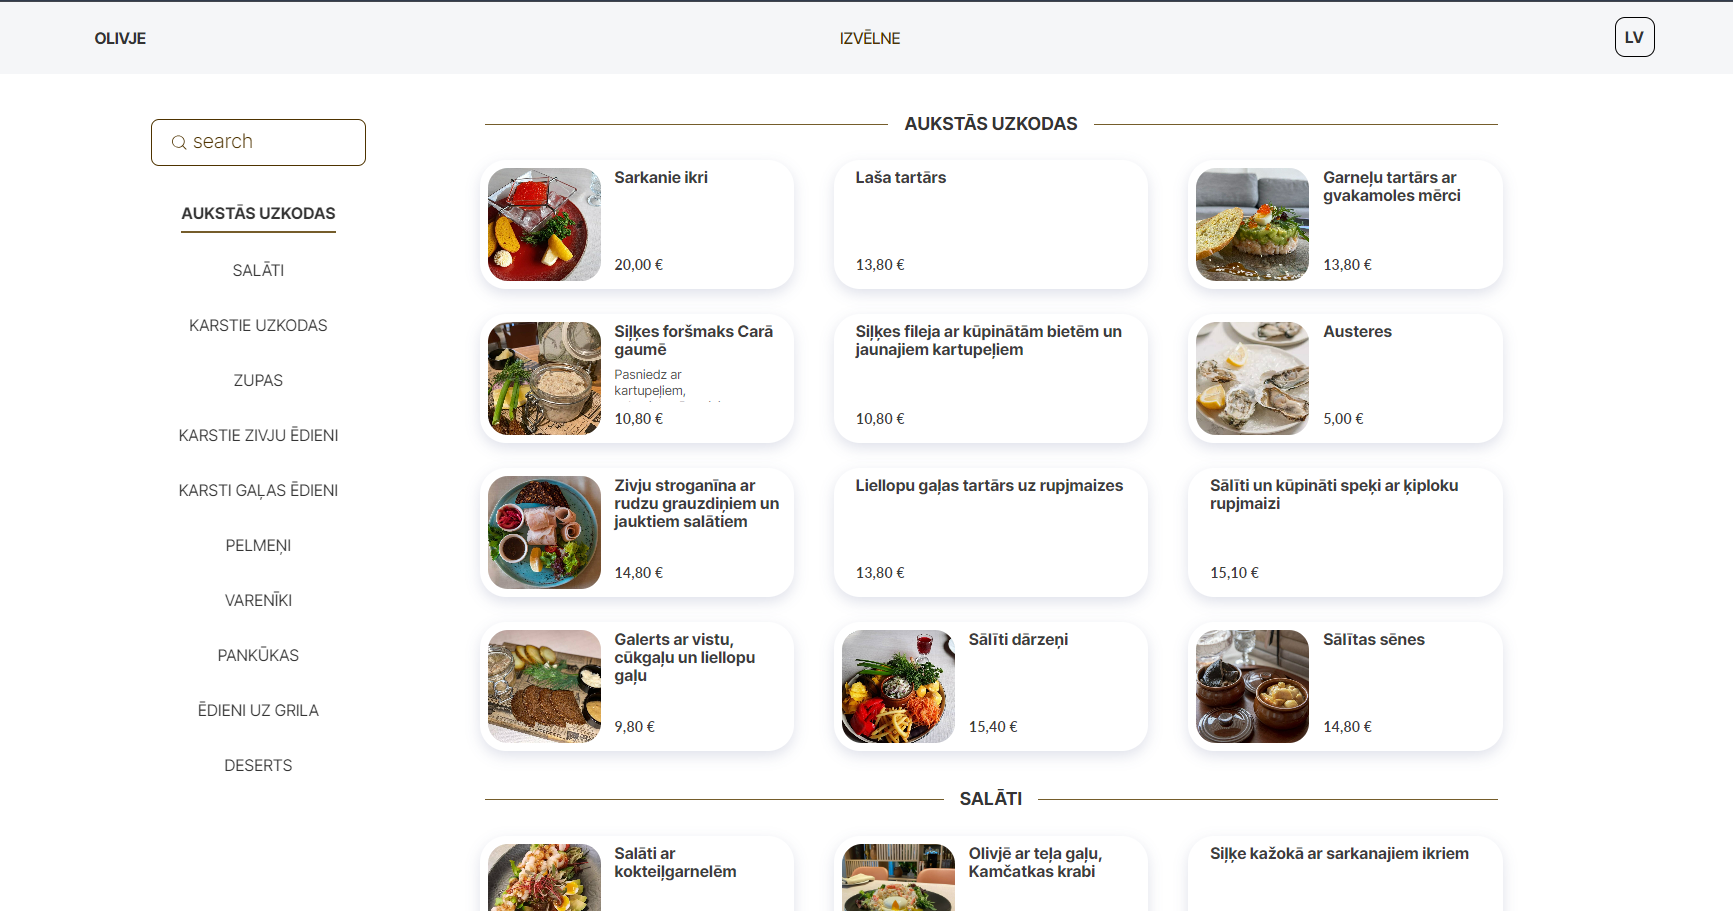 OLIVJE
IZVĒLNE
LV
search
AUKSTĀS UZKODAS
SALĀTI
KARSTIE UZKODAS
ZUPAS
KARSTIE ZIVJU ĒDIENI
KARSTI GAĻAS ĒDIENI
PELMEŅI
VARENĪKI
PANKŪKAS
ĒDIENI UZ GRILA
DESERTS
AUKSTĀS UZKODAS
Sarkanie ikri
20,00 €
Laša tartārs
13,80 €
Garneļu tartārs ar
gvakamoles mērci
13,80 €
Siļķes foršmaks Carā
gaumē
Pasniedz ar
kartupeļiem,
10,80 €
Siļķes fileja ar kūpinātām bietēm un
jaunajiem kartupeļiem
10,80 €
Austeres
5,00 €
Zivju stroganīna ar
rudzu grauzdiņiem un
jauktiem salātiem
14,80 €
Liellopu gaļas tartārs uz rupjmaizes
13,80 €
Sālīti un kūpināti speķi ar ķiploku
rupjmaizi
15,10 €
Galerts ar vistu,
cūkgaļu un liellopu
gaļu
9,80 €
Sālīti dārzeņi
15,40 €
Sālītas sēnes
14,80 €
SALĀTI
Salāti ar
kokteiļgarnelēm
Olivjē ar teļa gaļu,
Kamčatkas krabi
Siļķe kažokā ar sarkanajiem ikriem